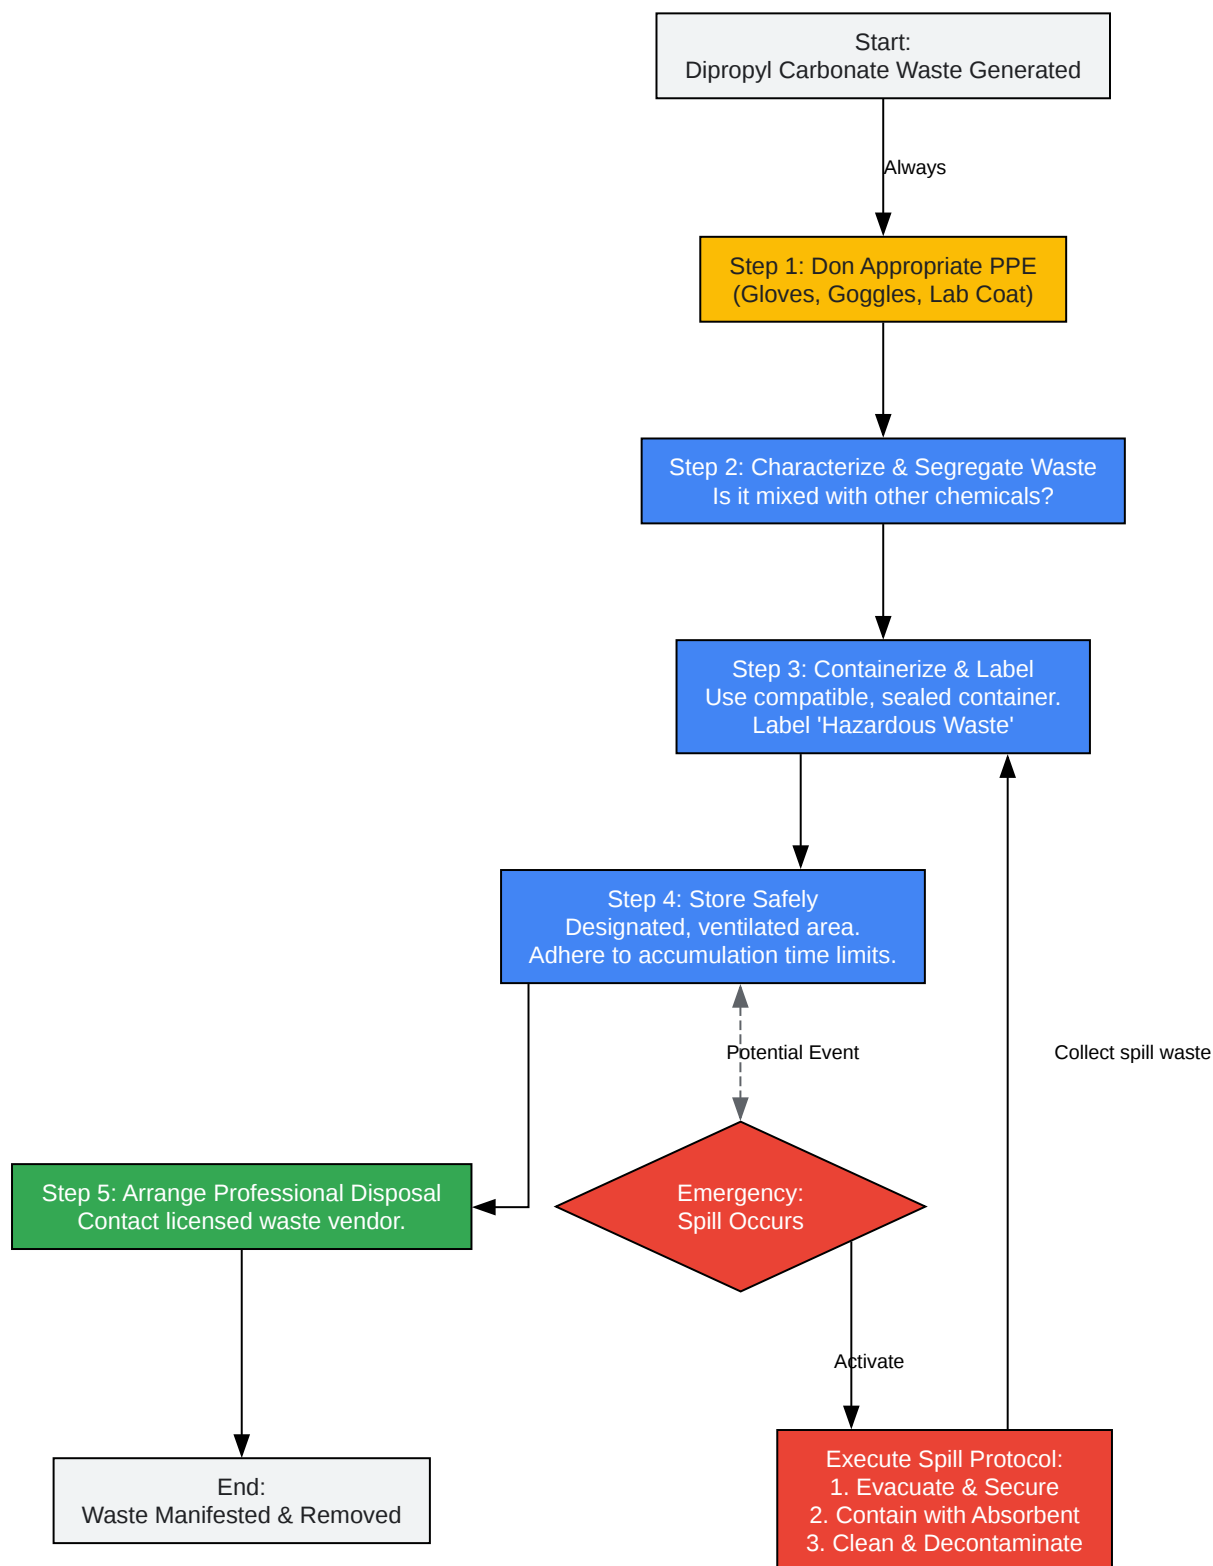 Start:
Dipropyl Carbonate Waste Generated
Always
Step 1: Don Appropriate PPE
(Gloves, Goggles, Lab Coat)
Step 2: Characterize & Segregate Waste
Is it mixed with other chemicals?
Step 3: Containerize & Label
Use compatible, sealed container.
Label 'Hazardous Waste'
Step 4: Store Safely
Designated, ventilated area.
Adhere to accumulation time limits.
Potential Event
Collect spill waste
Step 5: Arrange Professional Disposal
Contact licensed waste vendor.
Emergency:
Spill Occurs
Activate
End:
Waste Manifested & Removed
Execute Spill Protocol:
1. Evacuate & Secure
2. Contain with Absorbent
3. Clean & Decontaminate